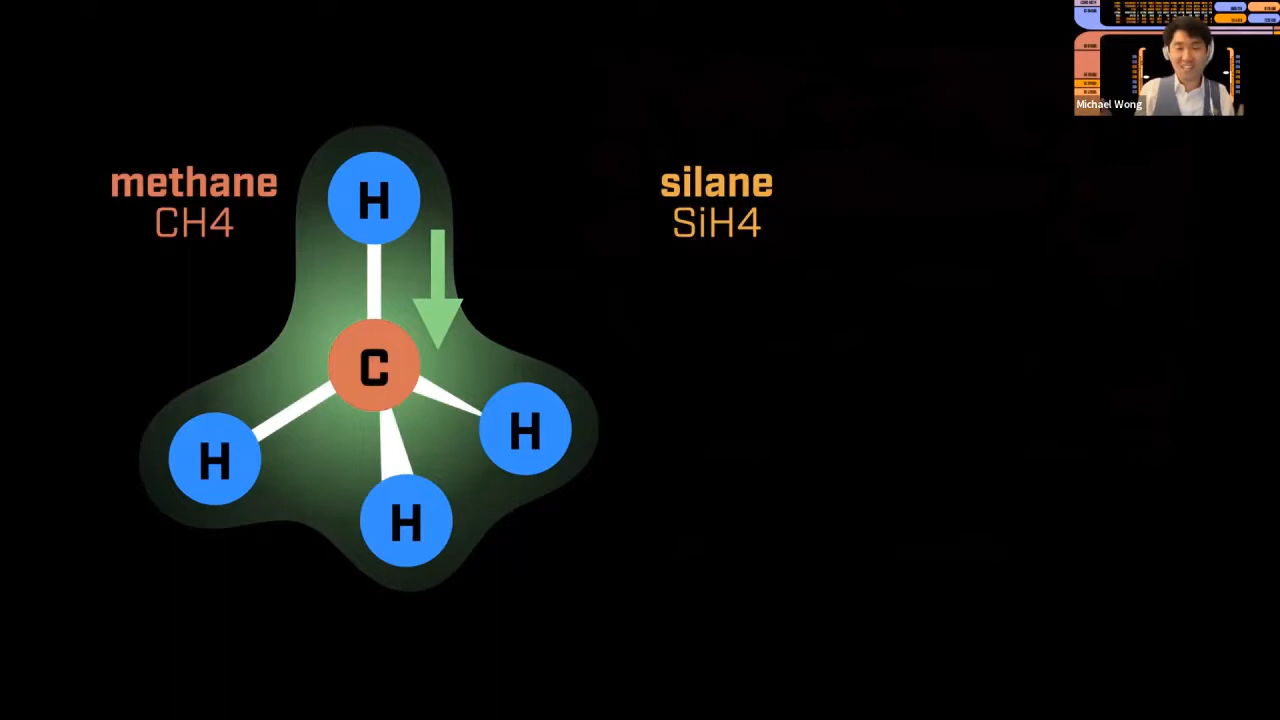 methane
CH4
silane
SiH4
H
C
H
H
H
Michael Wong